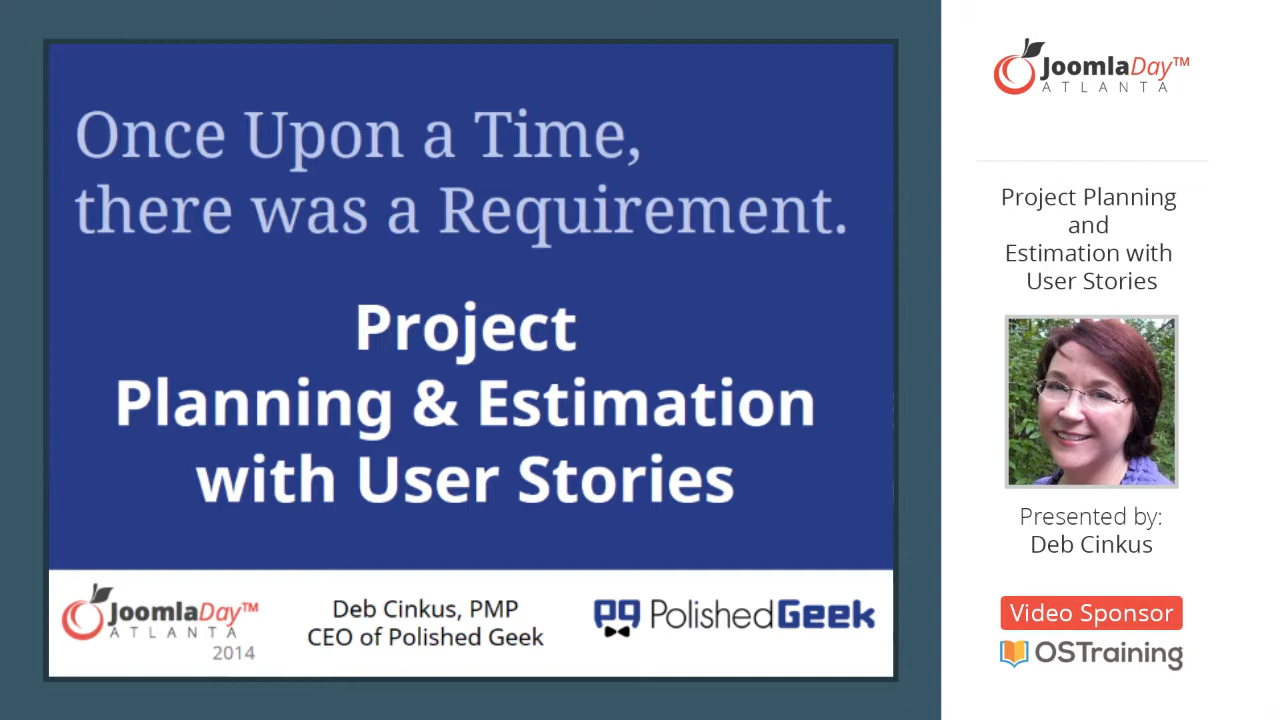 Once Upon a Time,
there was a Requirement.
Project
Planning & Estimation
with User Stories
JoomlaDay™
ATLANTA
2014
Deb Cinkus, PMP
CEO of Polished Geek
pg PolishedGeek
JoomlaDay™
ATLANTA
Project Planning
and
Estimation with
User Stories
Presented by:
Deb Cinkus
Video Sponsor
OSTraining